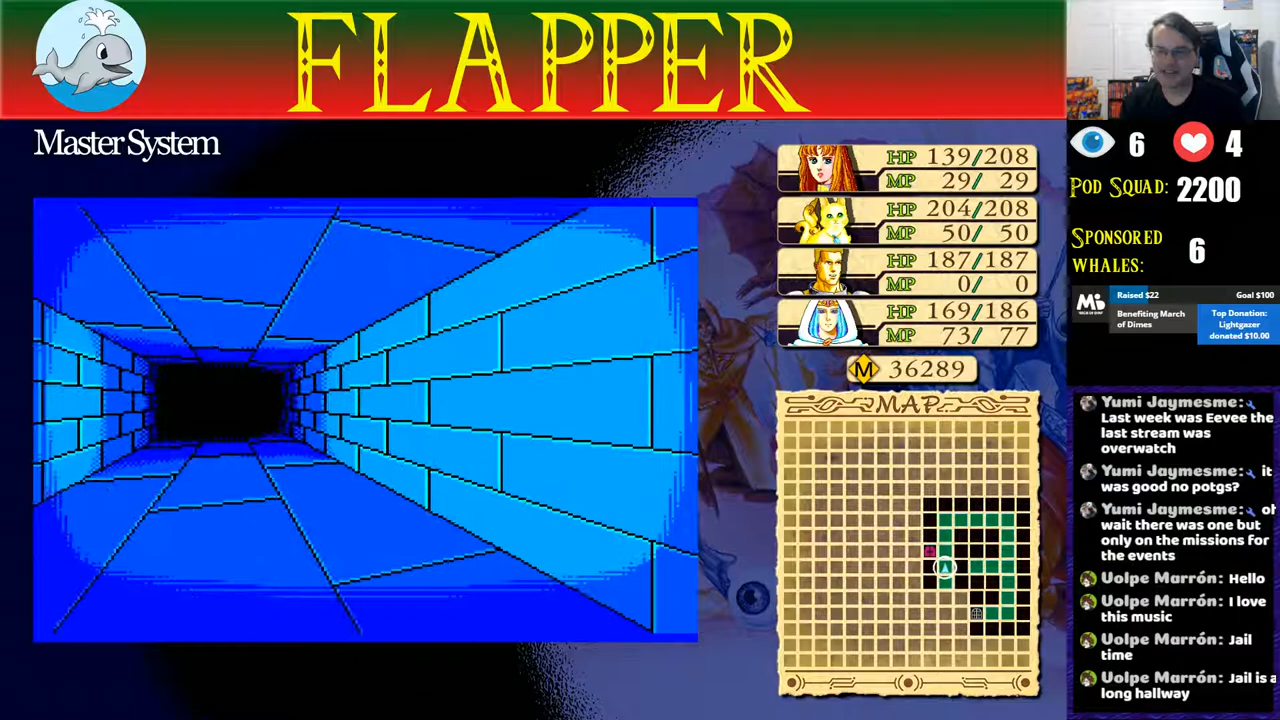 FLAPPER
Master System
HP 139/208
MP 29/ 29
HP 204/208
MP 50/ 50
HP 187/187
MP 0/ 0
HP 169/186
MP 73/ 77
M 36289
MAP
6 4
Pod Squad: 2200
Sponsored
Whales: 6
Raised $22 Goal $100
Benefiting March
of Dimes
Top Donation:
Lightgazer
donated $10.00
Yumi Jaymesme:
Last week was Eevee the
last stream was
overwatch
Yumi Jaymesme: it
was good no potgs?
Yumi Jaymesme: oh
wait there was one but
only on the missions for
the events
Uolpe Marrón: Hello
Uolpe Marrón: I love
this music
Uolpe Marrón: Jail
time
Uolpe Marrón: Jail is a
long hallway